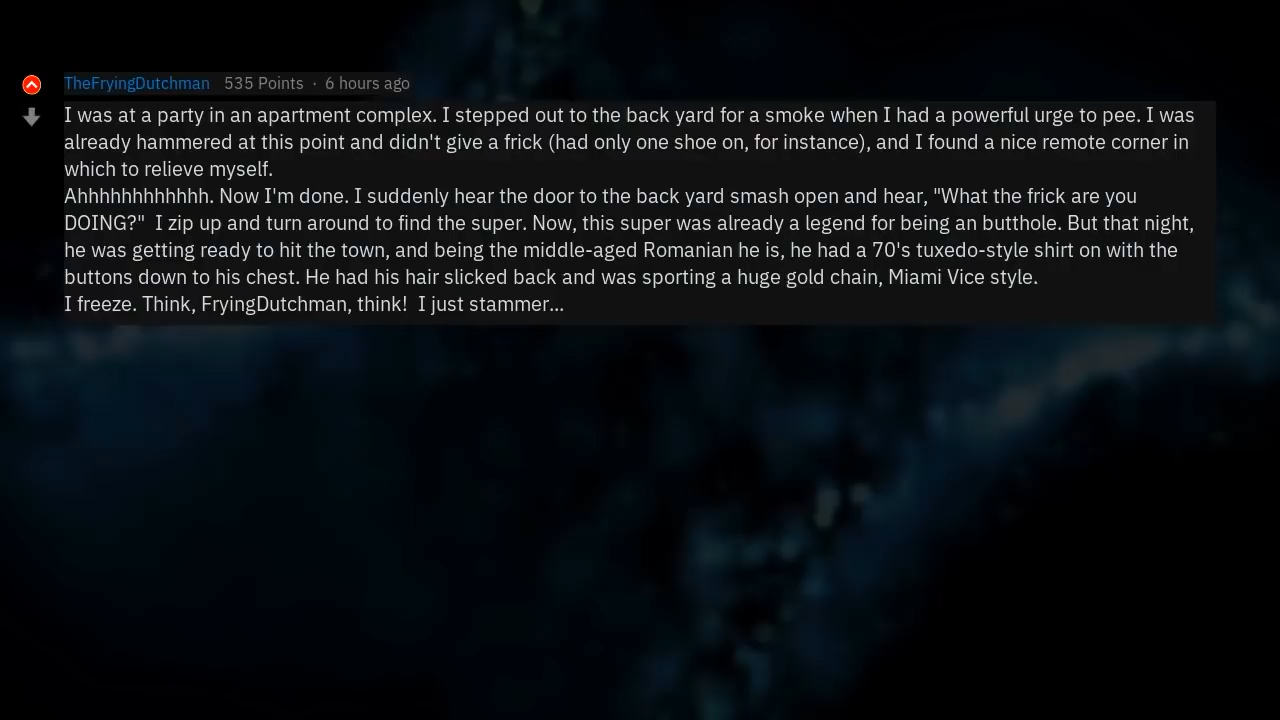 TheFryingDutchman 535 Points · 6 hours ago
I was at a party in an apartment complex. I stepped out to the back yard for a smoke when I had a powerful urge to pee. I was
already hammered at this point and didn't give a frick (had only one shoe on, for instance), and I found a nice remote corner in
which to relieve myself.
Ahhhhhhhhhhhh. Now I'm done. I suddenly hear the door to the back yard smash open and hear, "What the frick are you
DOING?"  I zip up and turn around to find the super. Now, this super was already a legend for being an butthole. But that night,
he was getting ready to hit the town, and being the middle-aged Romanian he is, he had a 70's tuxedo-style shirt on with the
buttons down to his chest. He had his hair slicked back and was sporting a huge gold chain, Miami Vice style.
I freeze. Think, FryingDutchman, think!  I just stammer...